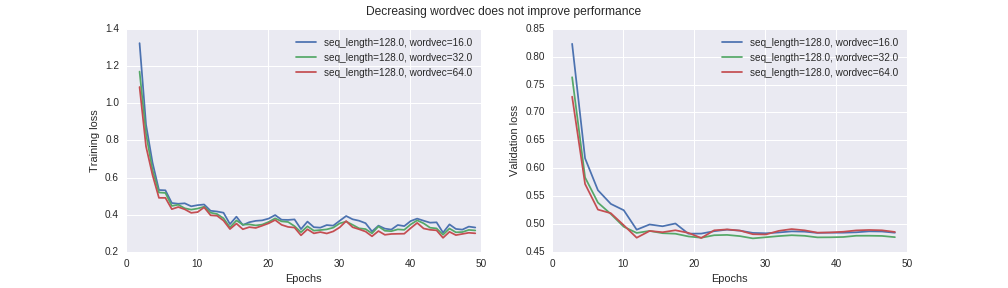 Decreasing wordvec does not improve performance
Training loss
1.4
1.2
1.0
0.8
0.6
0.4
0.2
seq_length=128.0, wordvec=16.0
seq_length=128.0, wordvec=32.0
seq_length=128.0, wordvec=64.0
0 10 20 30 40 50
Epochs
Validation loss
0.85
0.80
0.75
0.70
0.65
0.60
0.55
0.50
0.45
seq_length=128.0, wordvec=16.0
seq_length=128.0, wordvec=32.0
seq_length=128.0, wordvec=64.0
0 10 20 30 40 50
Epochs